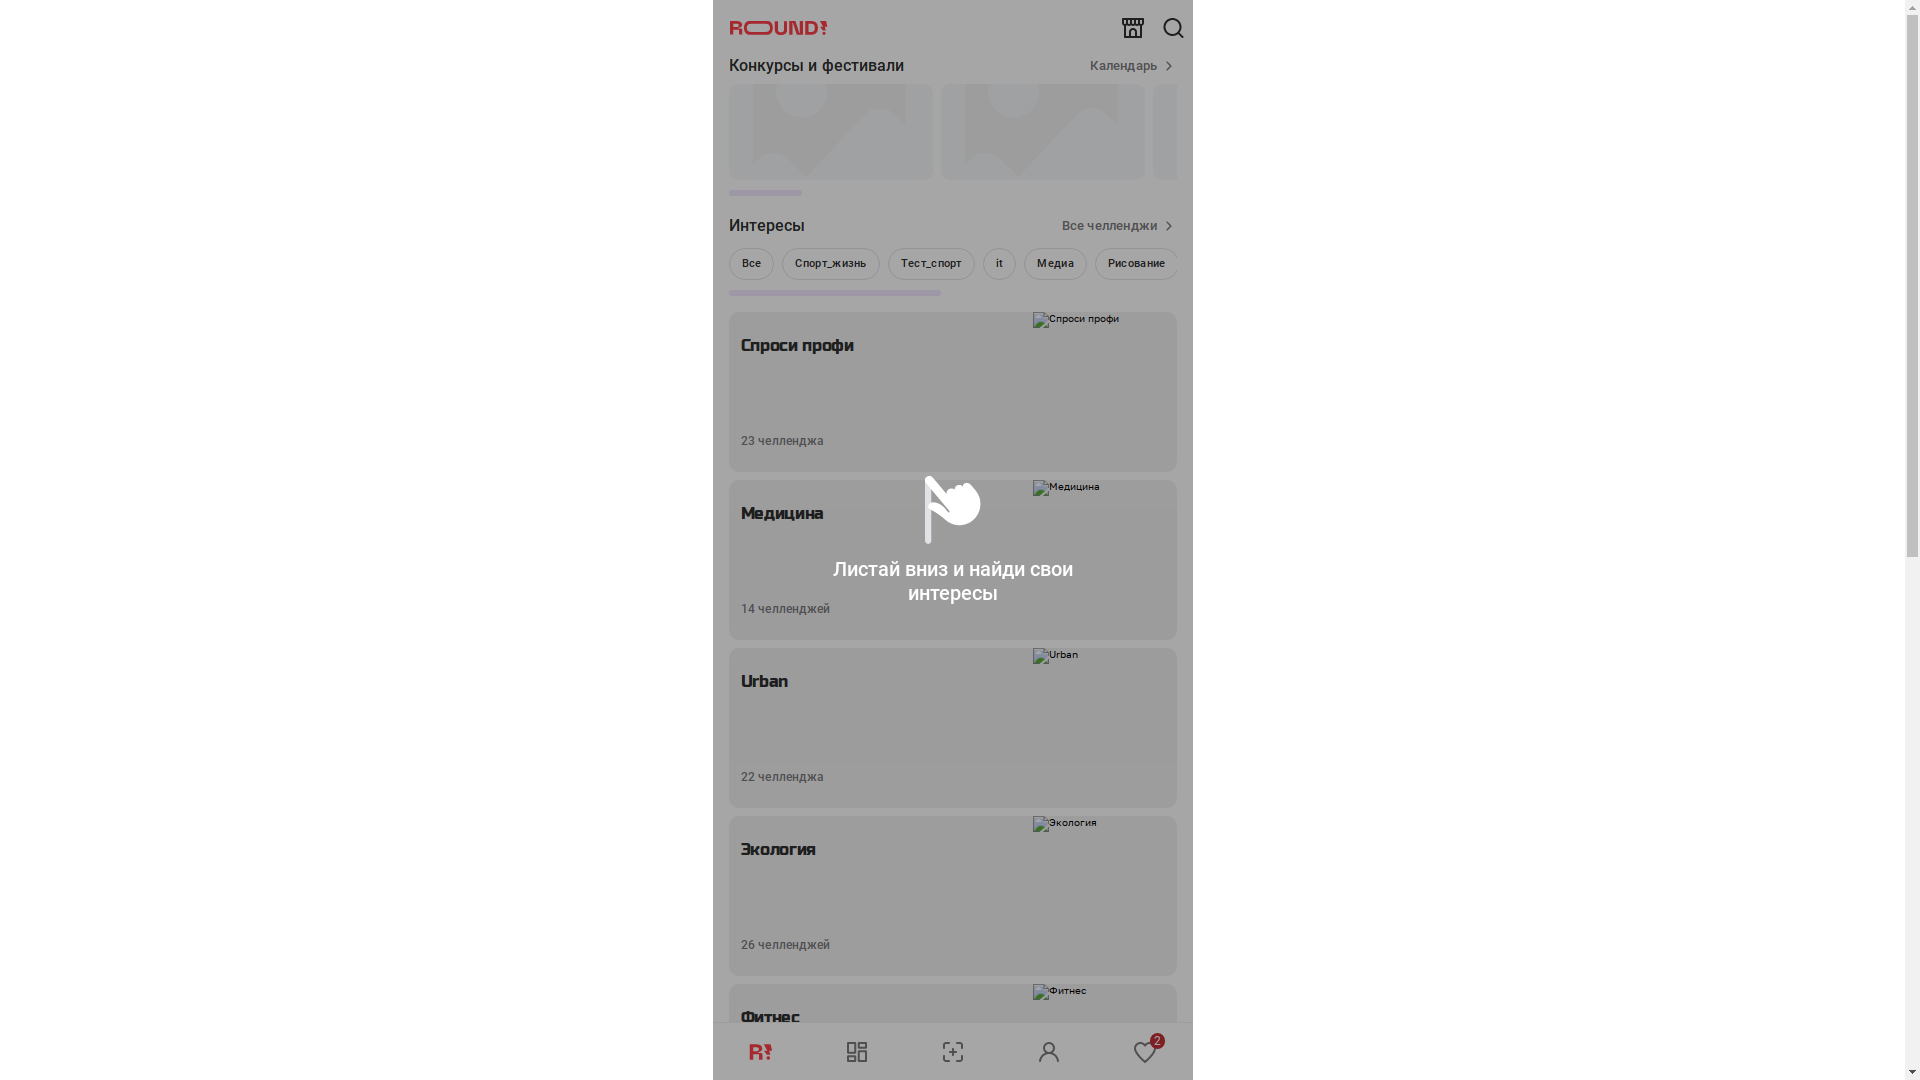 ROUND!
Конкурсы и фестивали
Календарь
Интересы
Все челленджи
Все
Спорт_жизнь
Тест_спорт
it
Медиа
Рисование
Спроси профи
Спроси профи
23 челленджа
Медицина
Медицина
Листай вниз и найди свои
интересы
14 челленджей
Urban
Urban
22 челленджа
Экология
Экология
26 челленджей
Фитнес
Фитнес
R!
2